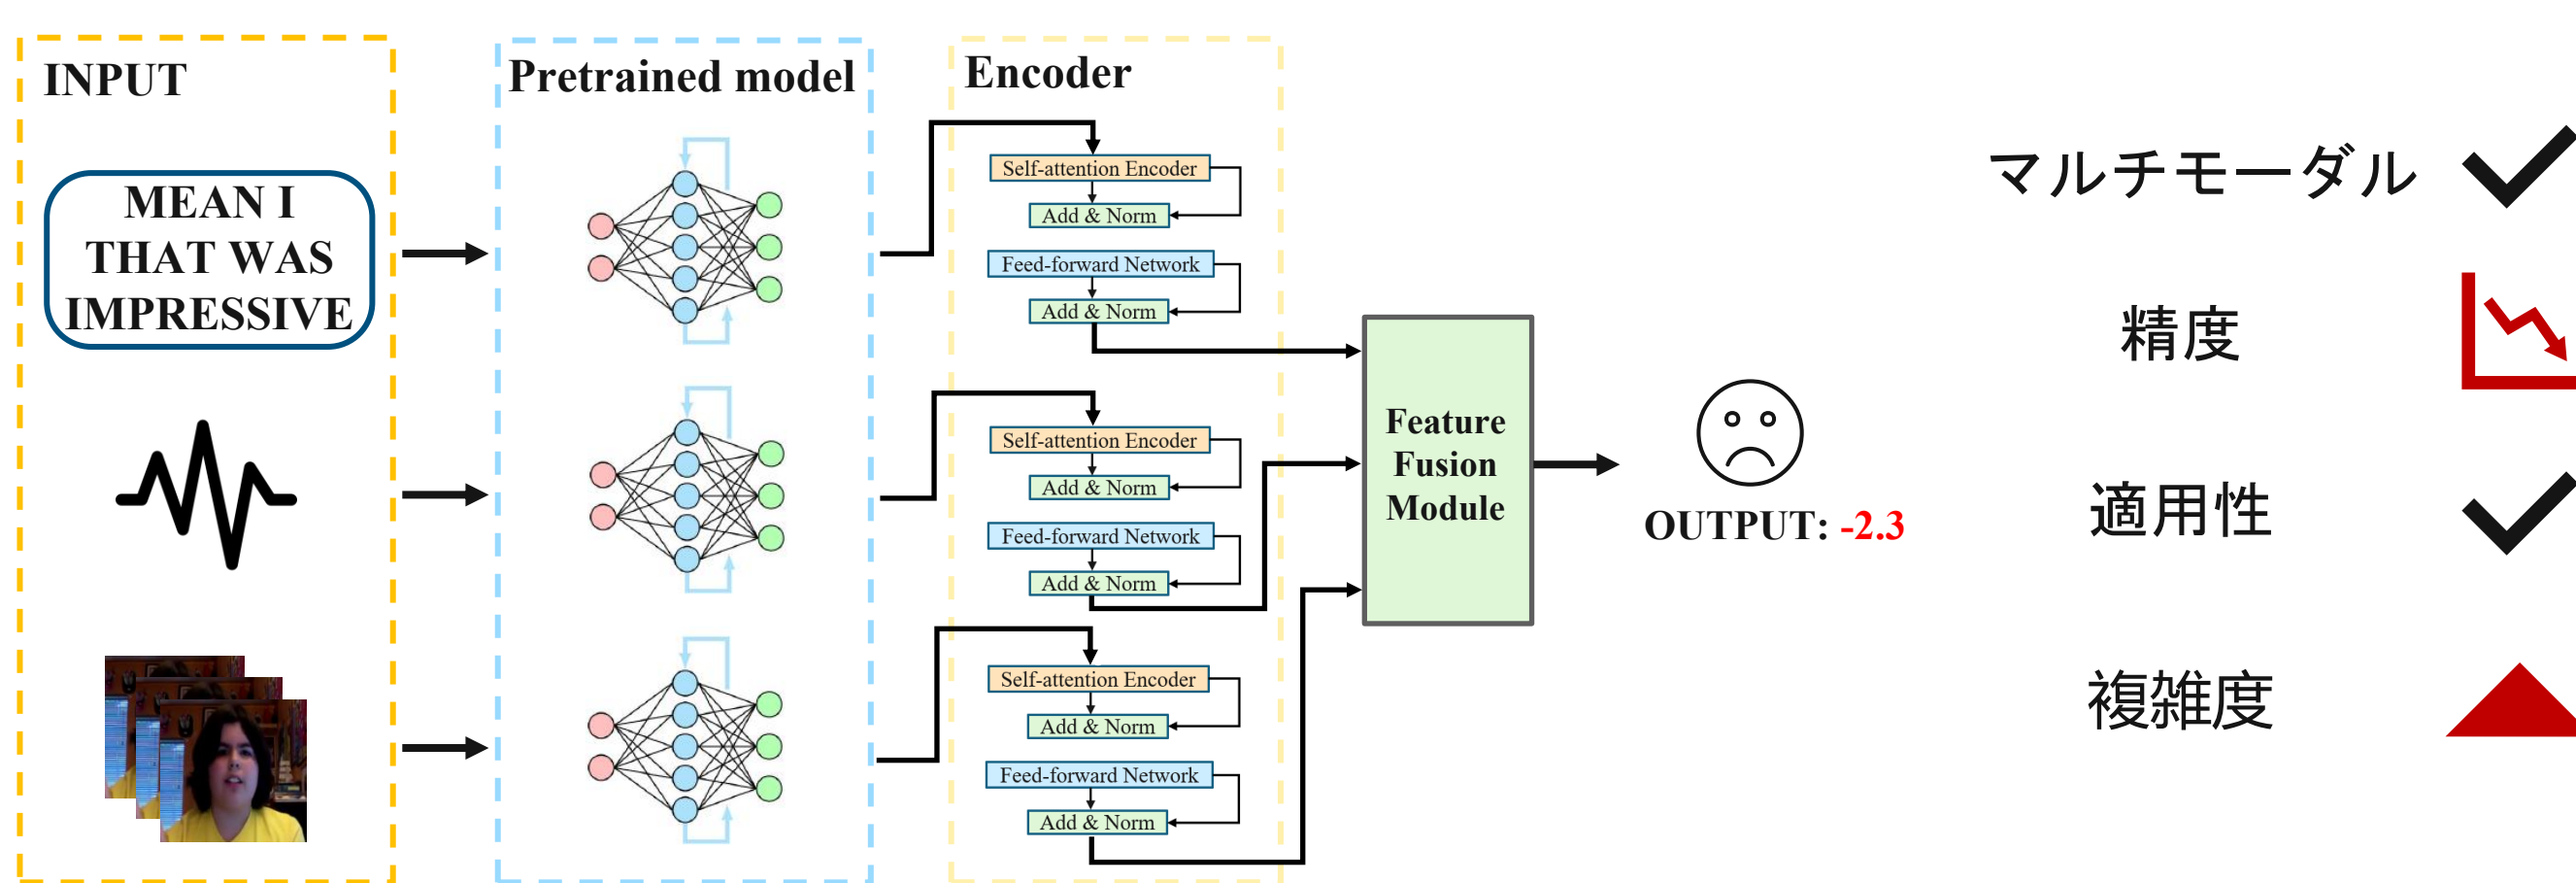 INPUT
MEAN I
THAT WAS
IMPRESSIVE
Pretrained model
Encoder
Self-attention Encoder
Add & Norm
Feed-forward Network
Add & Norm
Self-attention Encoder
Add & Norm
Feed-forward Network
Add & Norm
Self-attention Encoder
Add & Norm
Feed-forward Network
Add & Norm
Feature
Fusion
Module
OUTPUT: -2.3
マルチモーダル
精度
適用性
複雑度